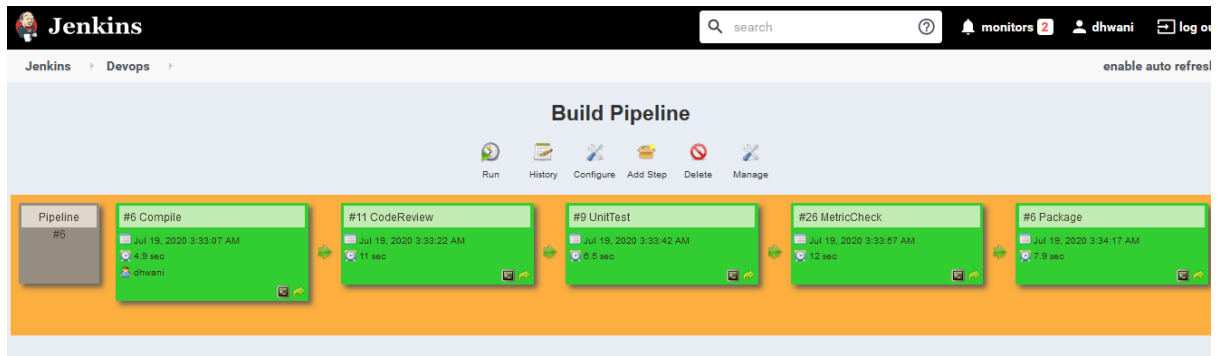 Jenkins
search
monitors 2
dhwani
log ou
Jenkins
Devops
enable auto refresh
Build Pipeline
Run
History
Configure
Add Step
Delete
Manage
Pipeline
#6
#6 Compile
Jul 19, 2020 3:33:07 AM
4.9 sec
dhwani
#11 CodeReview
Jul 19, 2020 3:33:22 AM
11 sec
#9 UnitTest
Jul 19, 2020 3:33:42 AM
6.5 sec
#26 MetricCheck
Jul 19, 2020 3:33:57 AM
12 sec
#6 Package
Jul 19, 2020 3:34:17 AM
7.9 sec